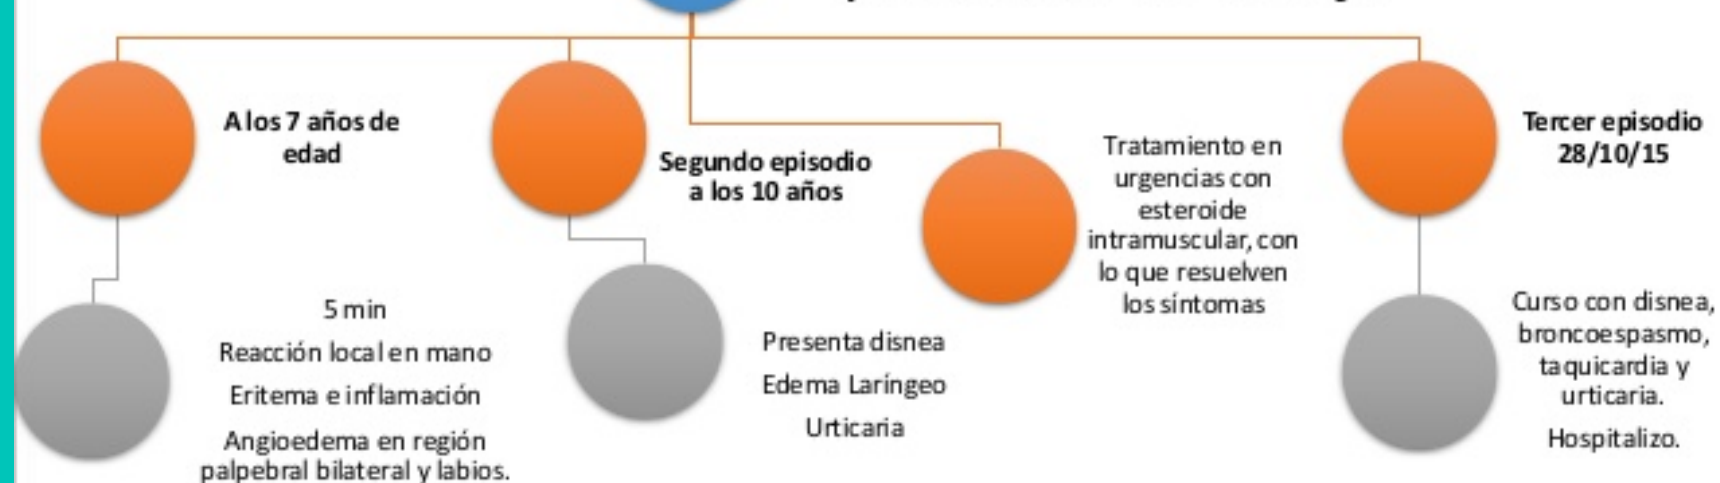 A los 7 años de
edad
5 min
Reacción local en mano
Eritema e inflamación
Angioedema en región
palpebral bilateral y labios.
Segundo episodio
a los 10 años
Presenta disnea
Edema Laríngeo
Urticaria
Tratamiento en
urgencias con
esteroide
intramuscular, con
lo que resuelven
los síntomas
Tercer episodio
28/10/15
Curso con disnea,
broncoespasmo,
taquicardia y
urticaria.
Hospitalizo.